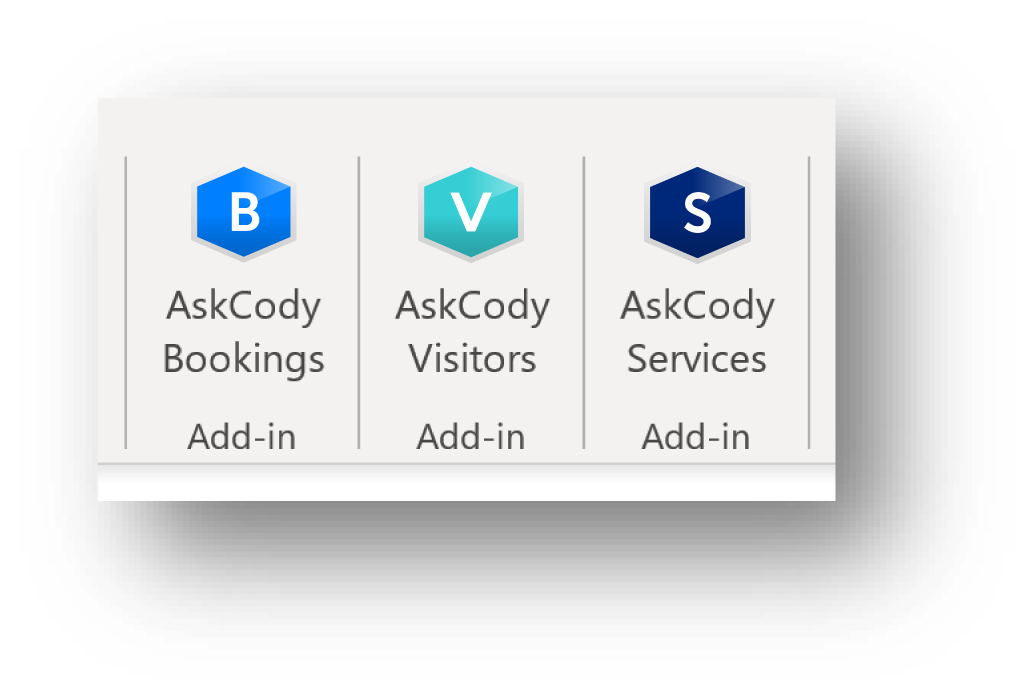 B
AskCody
Bookings
Add-in
V
AskCody
Visitors
Add-in
S
AskCody
Services
Add-in